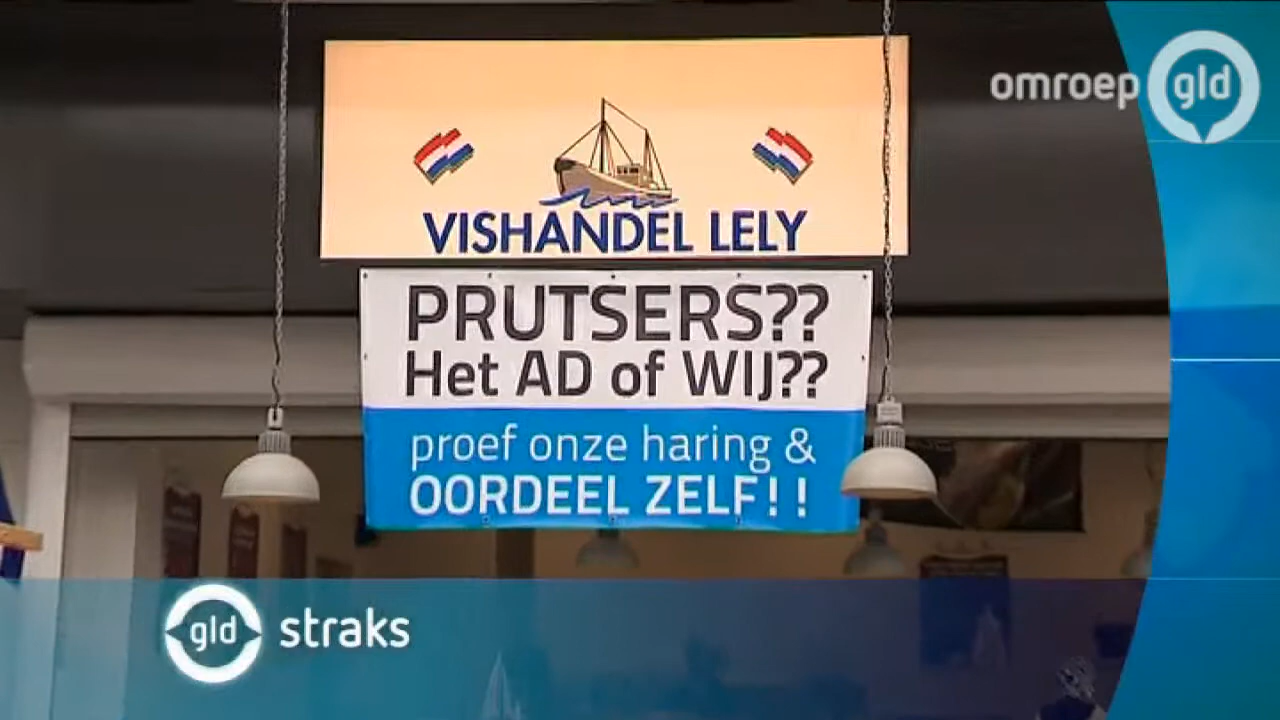 omroep gld
VISHANDEL LELY
PRUTSERS??
Het AD of WIJ??
proef onze haring &
OORDEEL ZELF!!
gld straks